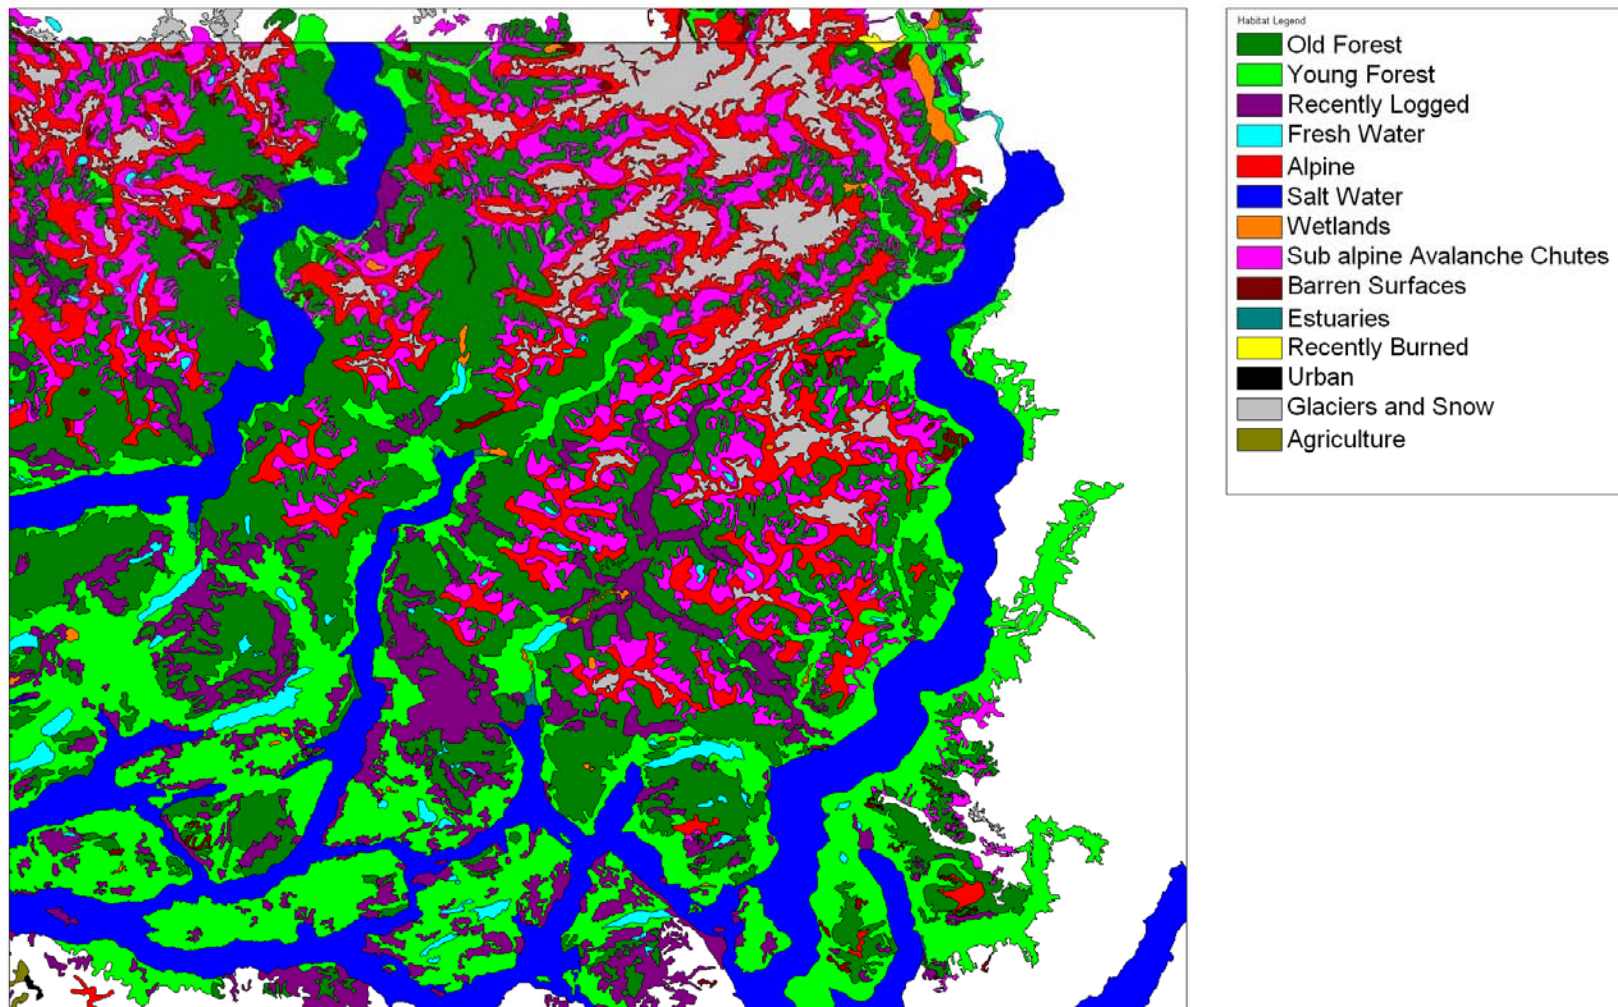 Habitat Legend
Old Forest
Young Forest
Recently Logged
Fresh Water
Alpine
Salt Water
Wetlands
Sub alpine Avalanche Chutes
Barren Surfaces
Estuaries
Recently Burned
Urban
Glaciers and Snow
Agriculture